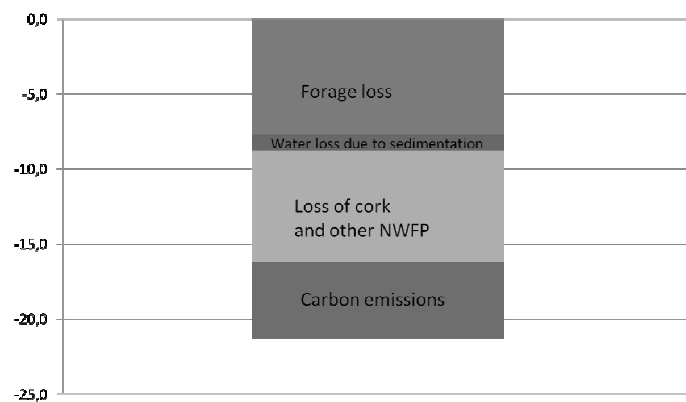 0,0
-5,0
-10,0
-15,0
-20,0
-25,0
Forage loss
Water loss due to sedimentation
Loss of cork
and other NWFP
Carbon emissions